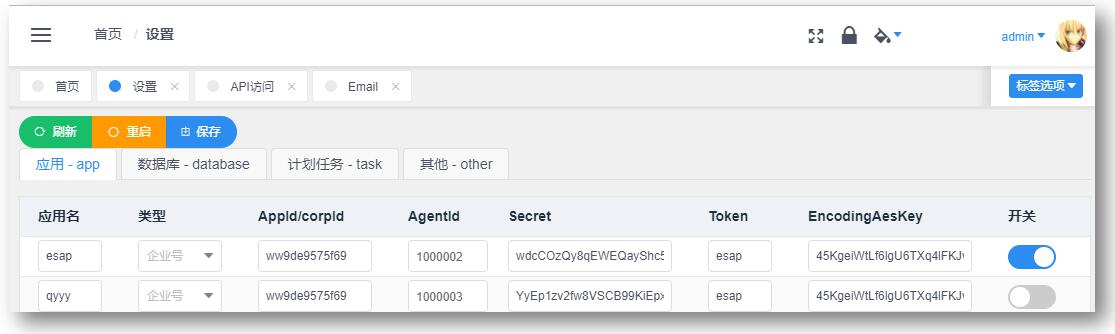 首页 / 设置
admin
首页 设置 API访问 Email 标签选项
刷新 重启 保存
应用 - app 数据库 - database 计划任务 - task 其他 - other
应用名 类型 AppId/corpId AgentId Secret Token EncodingAesKey 开关
esap 企业号 ww9de9575f69 1000002 wdcCOzQy8qEWEQayShc5 esap 45KgeiWtLf6lgU6TXq4lFKJv
qyyy 企业号 ww9de9575f69 1000003 YyEp1zv2fw8VSCB99KiEpx esap 45KgeiWtLf6lgU6TXq4lFKJv